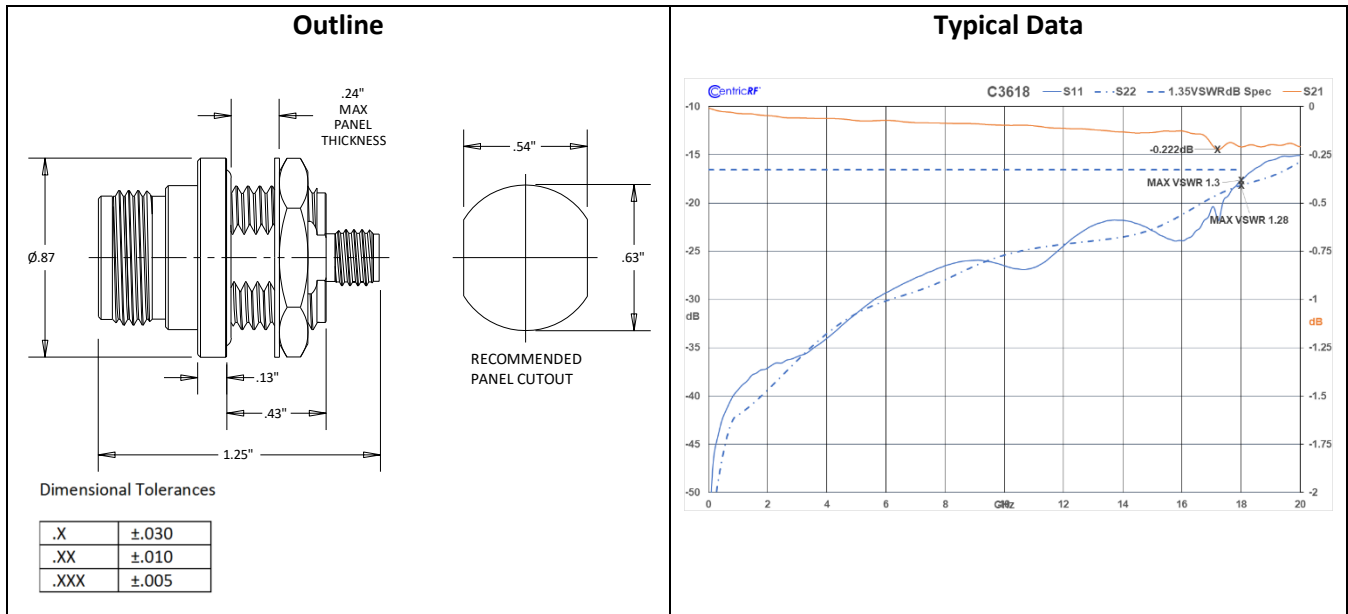 Outline
.24"
MAX
PANEL
THICKNESS
Ø.87
.13"
.43"
1.25"
.54"
.63"
RECOMMENDED
PANEL CUTOUT
Dimensional Tolerances
.X ±.030
.XX ±.010
.XXX ±.005
Typical Data
CentricRF
C3618 S11 S22 1.35VSWRdB Spec S21
-10
-15
-20
-25
-30
dB
-35
-40
-45
-50
-0.222dB
MAX VSWR 1.3
MAX VSWR 1.28
0
-0.25
-0.5
-0.75
-1
dB
-1.25
-1.5
-1.75
-2
0 2 4 6 8 10 12 14 16 18 20
GHz